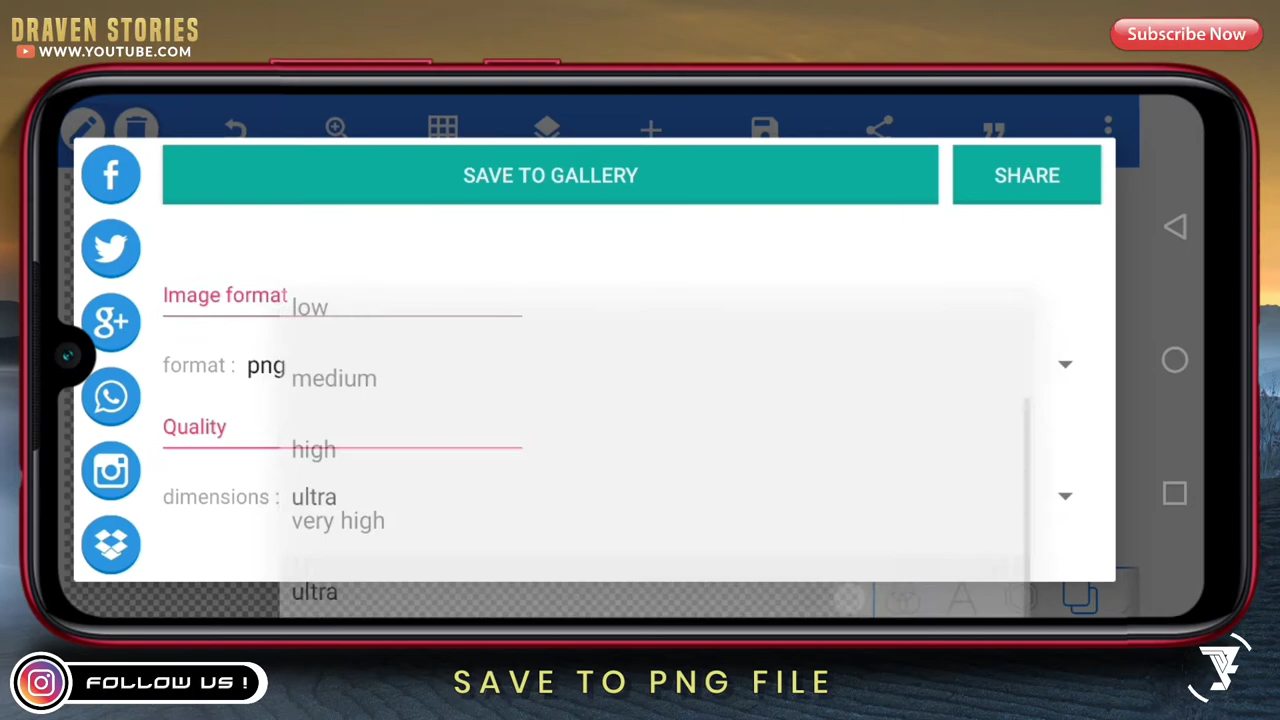 DRAVEN STORIES
WWW.YOUTUBE.COM
Subscribe Now
SAVE TO GALLERY
SHARE
Image format
low
format : png
medium
Quality
high
dimensions : ultra
very high
ultra
FOLLOW US !
SAVE TO PNG FILE